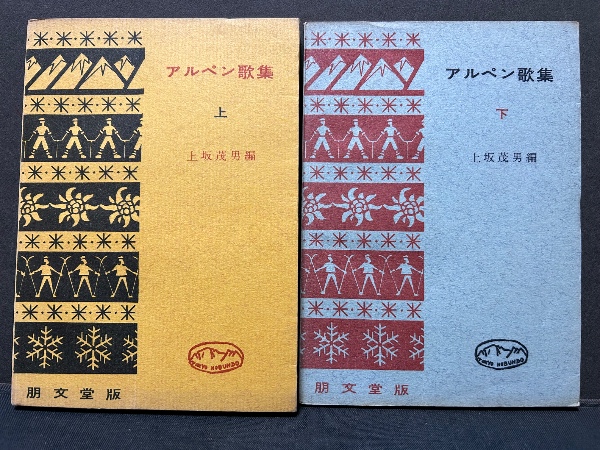 アルペン歌集
上
上坂茂男編
朋文堂版
アルペン歌集
下
上坂茂男編
朋文堂版